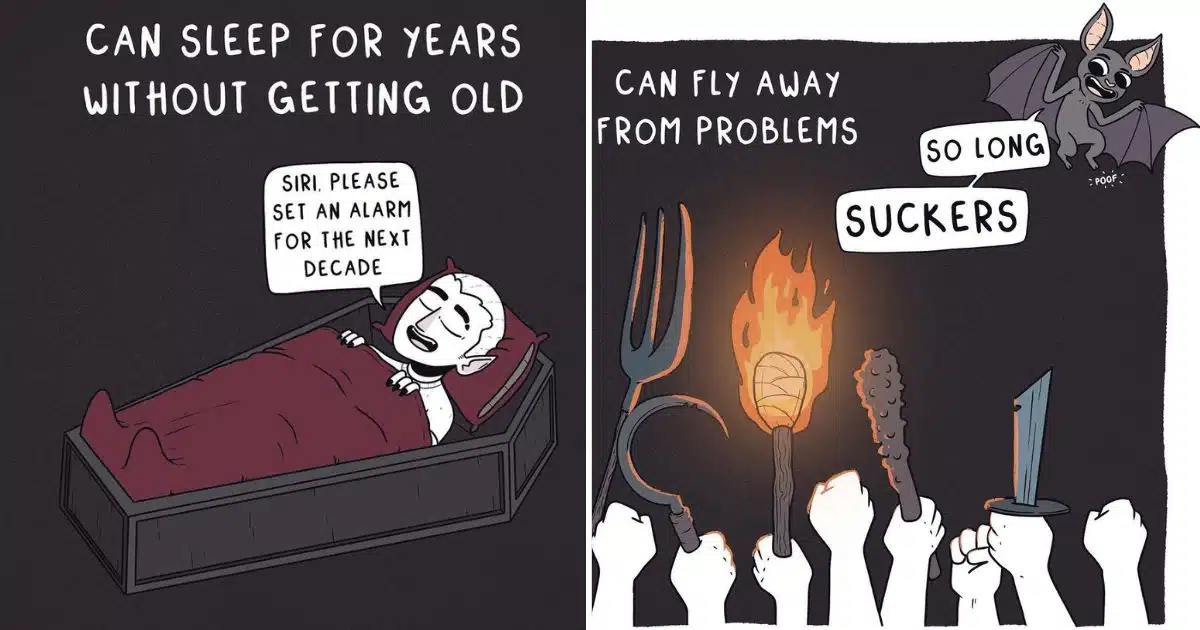 CAN SLEEP FOR YEARS
WITHOUT GETTING OLD
SIRI, PLEASE
SET AN ALARM
FOR THE NEXT
DECADE
CAN FLY AWAY
FROM PROBLEMS
SO LONG
POOF
SUCKERS